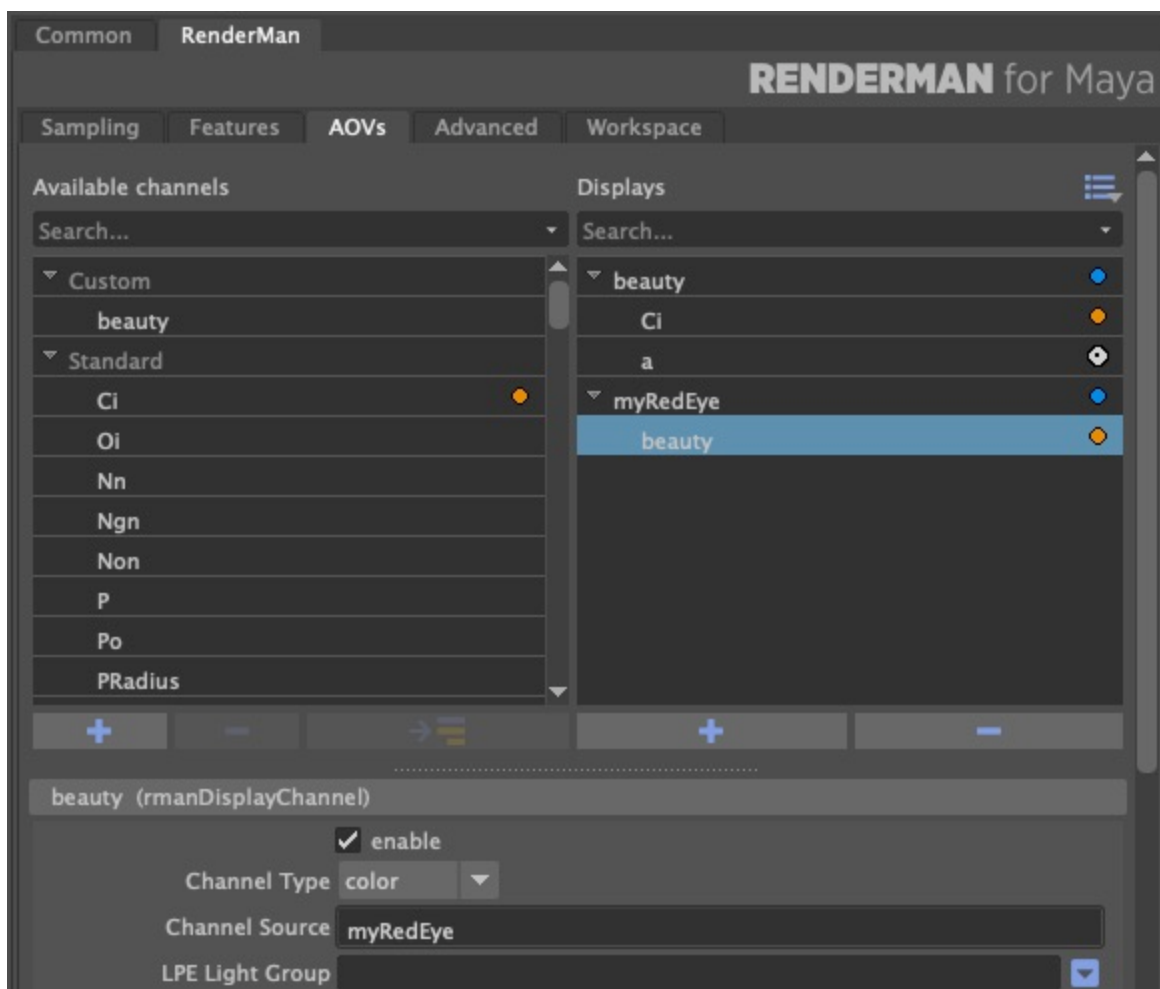 Common RenderMan
RENDERMAN for Maya
Sampling Features AOVs Advanced Workspace
Available channels
Search...
Custom
beauty
Standard
Ci
Oi
Nn
Ngn
Non
P
Po
PRadius
Displays
Search...
beauty
Ci
a
myRedEye
beauty
beauty (rmanDisplayChannel)
enable
Channel Type color
Channel Source myRedEye
LPE Light Group